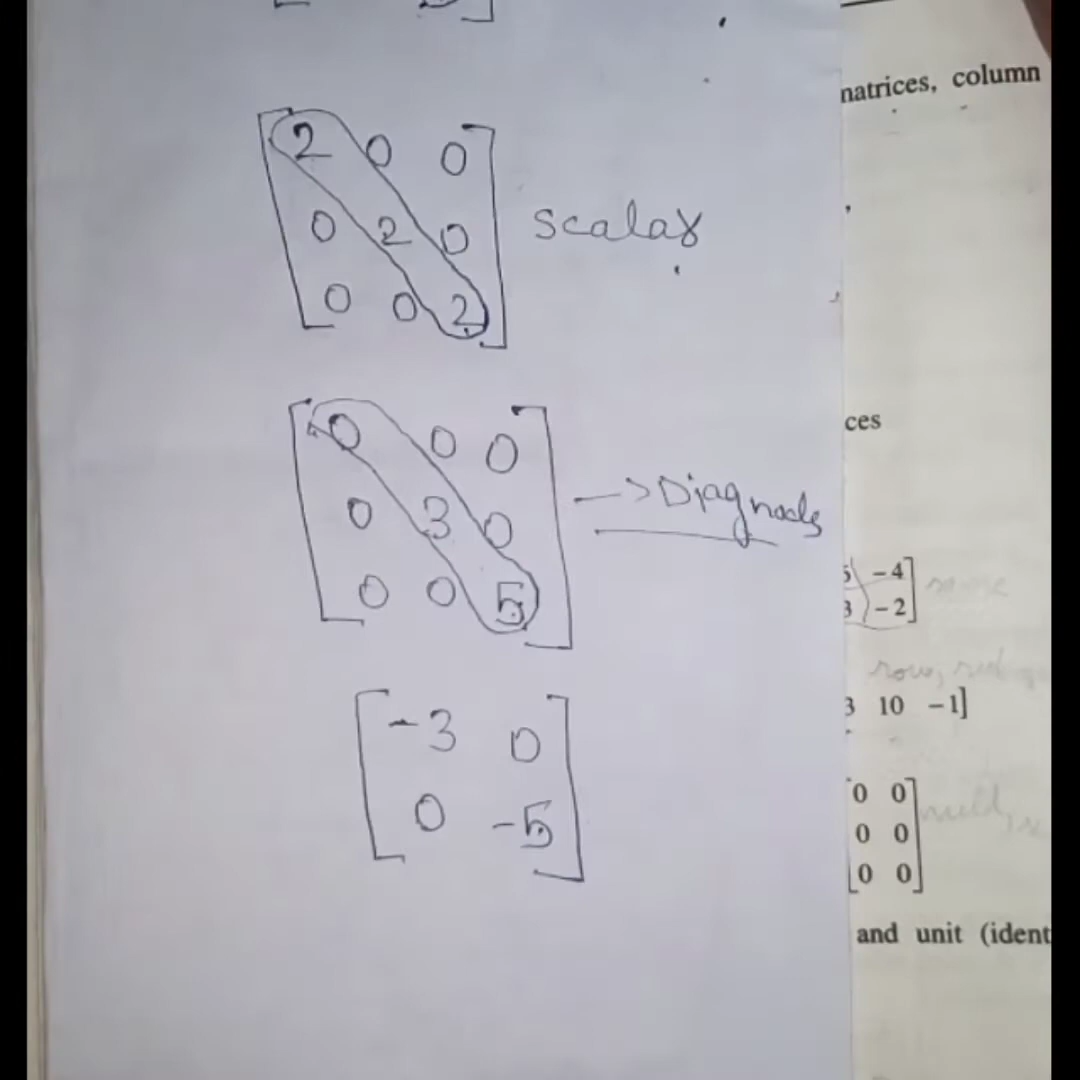 natrices, column
2 0 0
0 2 0
0 0 2
scalar
ces
0 0 0
0 3 0
0 0 5
-3 0
0 -5
-4
3 -2
3 10 -1
0 0
0 0
0 0
and unit (ident